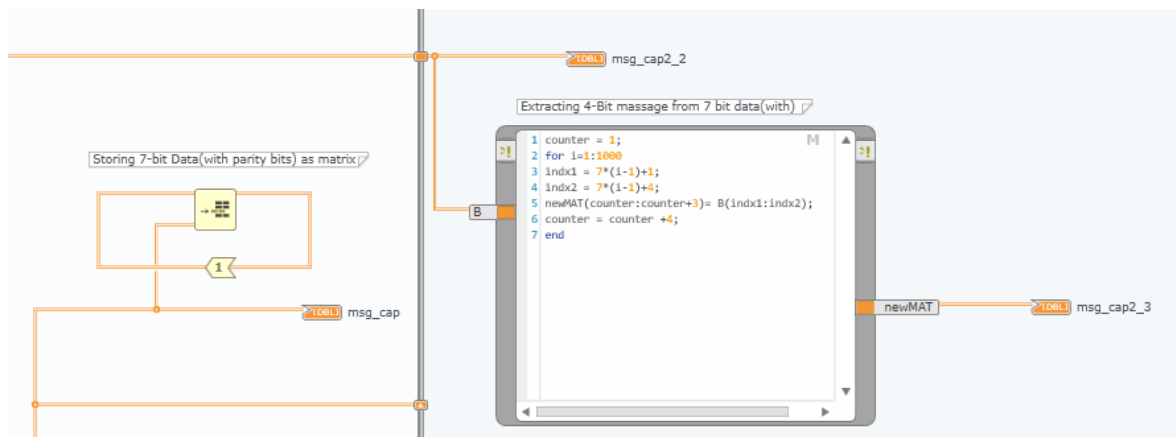 [DBL] msg_cap2_2
Extracting 4-Bit massage from 7 bit data(with)
Storing 7-bit Data(with parity bits) as matrix
1 counter = 1;
M
2 for i=1:1000
3 indx1 = 7*(i-1)+1;
4 indx2 = 7*(i-1)+4;
5 newMAT(counter:counter+3)= B(indx1:indx2);
6 counter = counter +4;
7 end
B
1
[DBL] msg_cap
newMAT
[DBL] msg_cap2_3